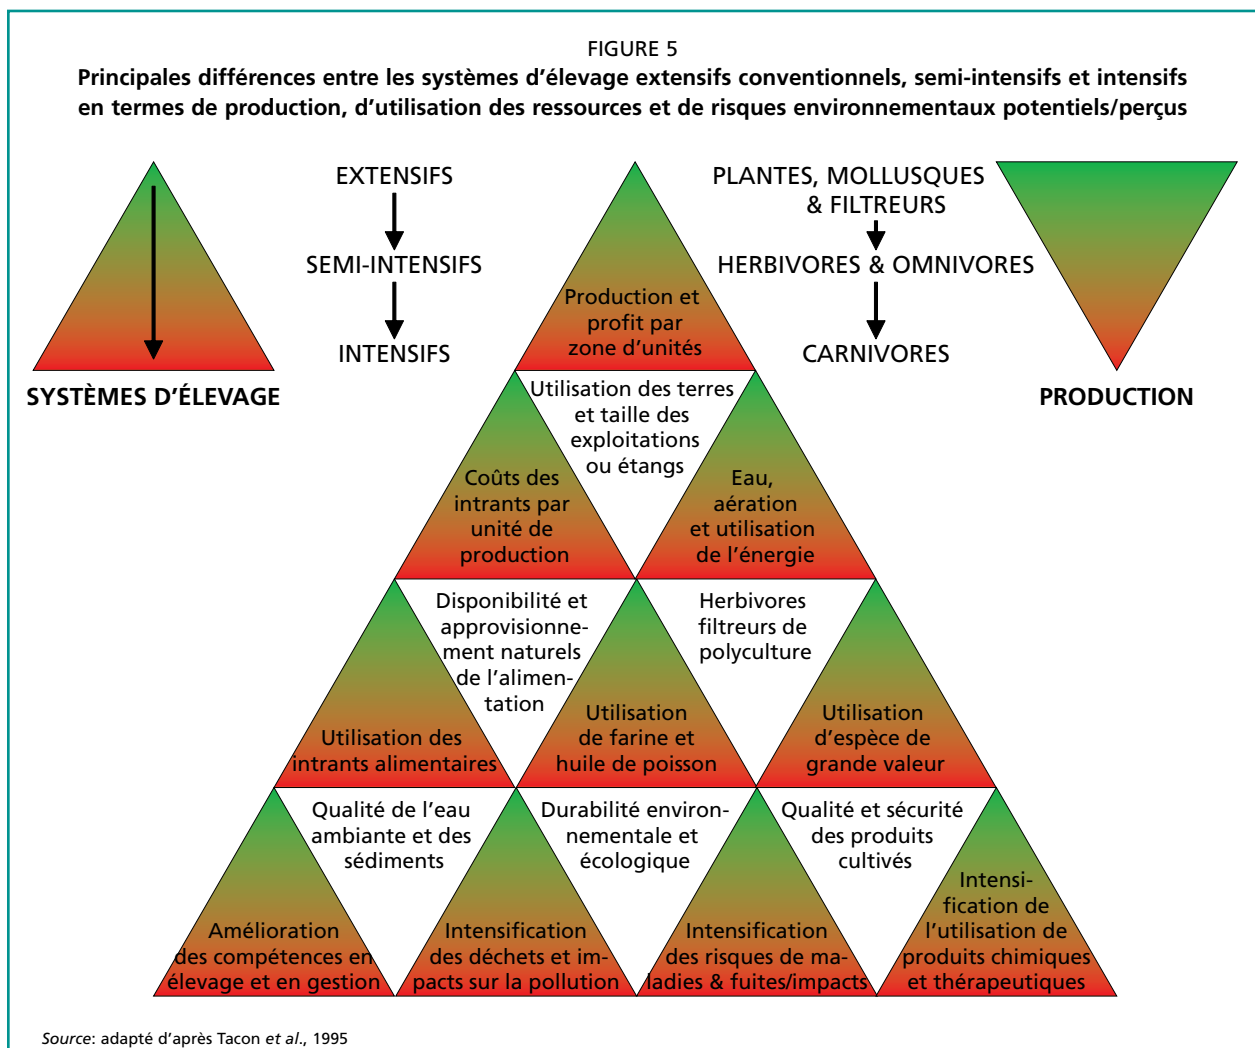 FIGURE 5
Principales différences entre les systèmes d'élevage extensifs conventionnels, semi-intensifs et intensifs
en termes de production, d'utilisation des ressources et de risques environnementaux potentiels/perçus
EXTENSIFS
SEMI-INTENSIFS
INTENSIFS
SYSTÈMES D'ÉLEVAGE
PLANTES, MOLLUSQUES
& FILTREURS
HERBIVORES & OMNIVORES
CARNIVORES
PRODUCTION
Production et
profit par
zone d'unités
Utilisation des terres
et taille des
exploitations
ou étangs
Coûts des
intrants par
unité de
production
Eau,
aération
et utilisation
de l'énergie
Disponibilité et
approvisionne-
ment naturels
de l'alimen-
tation
Herbivores
filtreurs de
polyculture
Utilisation des
intrants alimentaires
Utilisation
de farine et
huile de poisson
Utilisation
d'espèce de
grande valeur
Qualité de l'eau
ambiante et des
sédiments
Durabilité environ-
nementale et
écologique
Qualité et sécurité
des produits
cultivés
Amélioration
des compétences en
élevage et en gestion
Intensification
des déchets et im-
pacts sur la pollution
Intensification
des risques de ma-
ladies & fuites/impacts
Intensi-
fication de
l'utilisation de
produits chimiques
et thérapeutiques
Source: adapté d'après Tacon et al., 1995